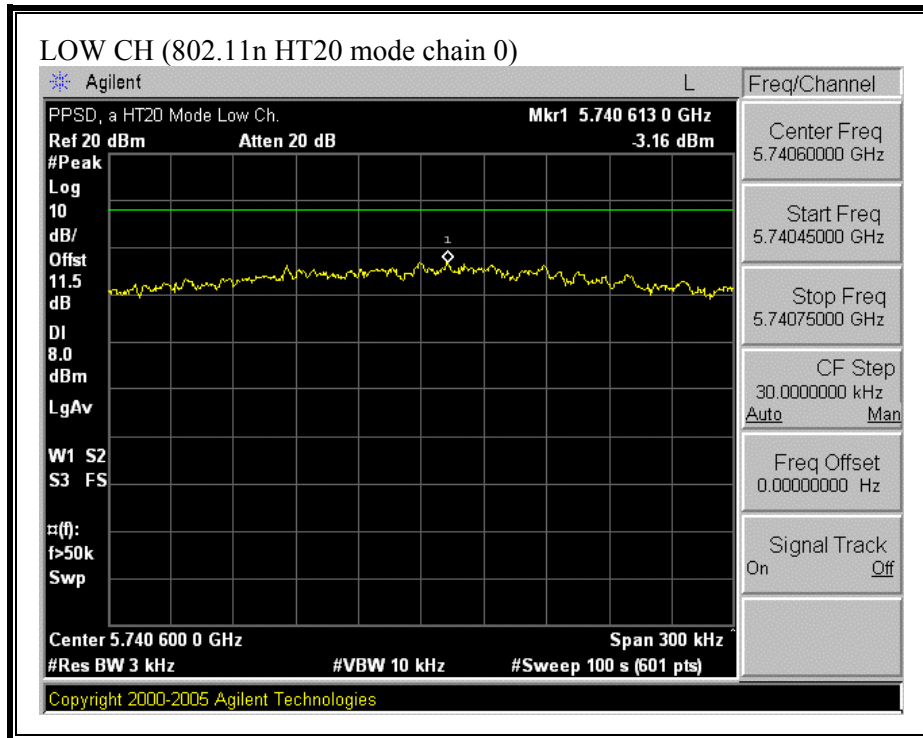 LOW CH (802.11n HT20 mode chain 0)
Agilent L Freq/Channel
PPSD, a HT20 Mode Low Ch. Mkr1 5.740 613 0 GHz
Ref 20 dBm Atten 20 dB -3.16 dBm
#Peak
Log
10
dB/
Offst
11.5
dB
DI
8.0
dBm
LgAv
W1 S2
S3 FS
¤(f):
f>50k
Swp
1
Center 5.740 600 0 GHz Span 300 kHz
#Res BW 3 kHz #VBW 10 kHz #Sweep 100 s (601 pts)
Copyright 2000-2005 Agilent Technologies
Center Freq
5.74060000 GHz
Start Freq
5.74045000 GHz
Stop Freq
5.74075000 GHz
CF Step
30.0000000 kHz
Auto Man
Freq Offset
0.00000000 Hz
Signal Track
On Off